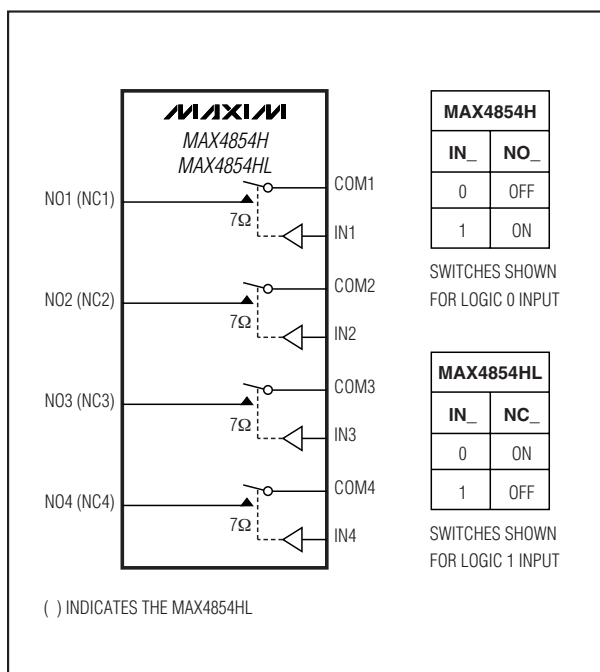 MAXIM
MAX4854H
MAX4854HL
NO1 (NC1)
COM1
7Ω
IN1
NO2 (NC2)
COM2
7Ω
IN2
NO3 (NC3)
COM3
7Ω
IN3
NO4 (NC4)
COM4
7Ω
IN4
( ) INDICATES THE MAX4854HL
MAX4854H
IN_ NO_
0 OFF
1 ON
SWITCHES SHOWN
FOR LOGIC 0 INPUT
MAX4854HL
IN_ NC_
0 ON
1 OFF
SWITCHES SHOWN
FOR LOGIC 1 INPUT